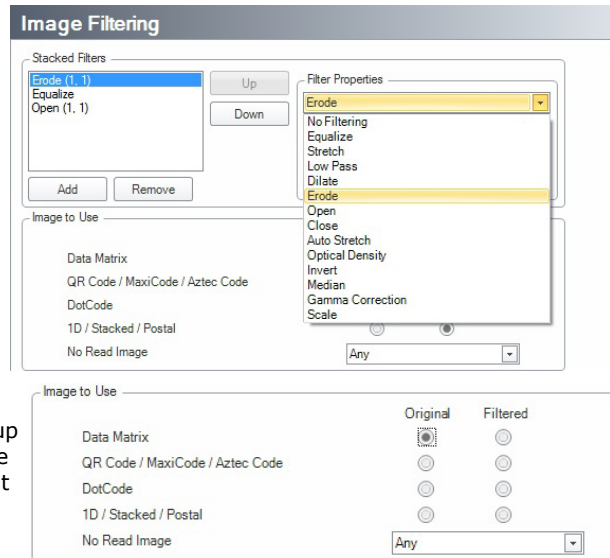 Image Filtering
Stacked Filters
Erode (1, 1)
Equalize
Open (1, 1)
Up
Down
Add
Remove
Filter Properties
Erode
No Filtering
Equalize
Stretch
Low Pass
Dilate
Erode
Open
Close
Auto Stretch
Optical Density
Invert
Median
Gamma Correction
Scale
Image to Use
Data Matrix
QR Code / MaxiCode / Aztec Code
DotCode
1D / Stacked / Postal
No Read Image
Any
Image to Use
Original Filtered
Data Matrix
QR Code / MaxiCode / Aztec Code
DotCode
1D / Stacked / Postal
No Read Image
Any
up